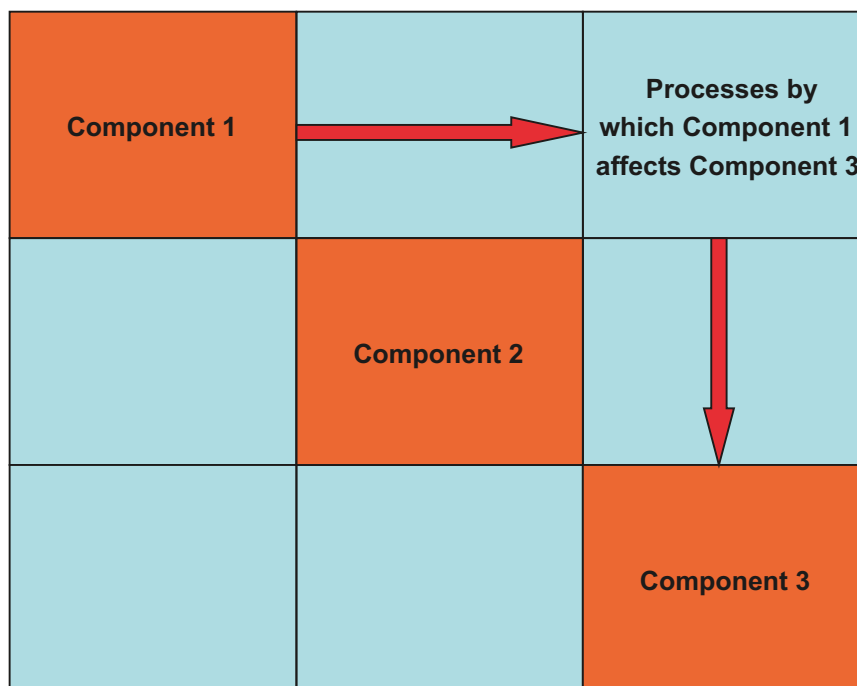 Component 1
Processes by
which Component 1
affects Component 3
Component 2
Component 3